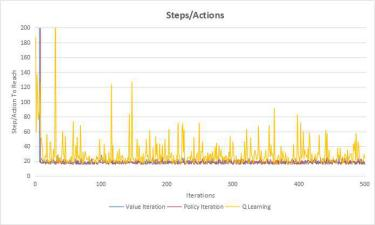 Steps/Actions
200
180
160
140
120
100
80
60
40
20
0
Step/Action To Reach
0 100 200 300 400 500
Iterations
Value Iteration Policy Iteration Q Learning